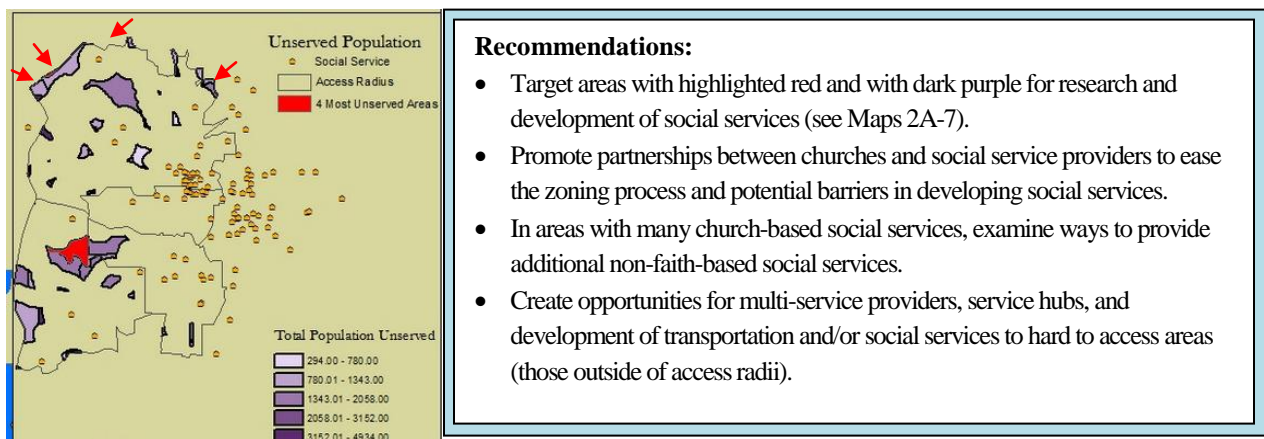 Unserved Population
Social Service
Access Radius
4 Most Unserved Areas
Total Population Unserved
294.00 - 780.00
780.01 - 1343.00
1343.01 - 2058.00
2058.01 - 3152.00
3152.01 - 4934.00
Recommendations:
• Target areas with highlighted red and with dark purple for research and
development of social services (see Maps 2A-7).
• Promote partnerships between churches and social service providers to ease
the zoning process and potential barriers in developing social services.
• In areas with many church-based social services, examine ways to provide
additional non-faith-based social services.
• Create opportunities for multi-service providers, service hubs, and
development of transportation and/or social services to hard to access areas
(those outside of access radii).